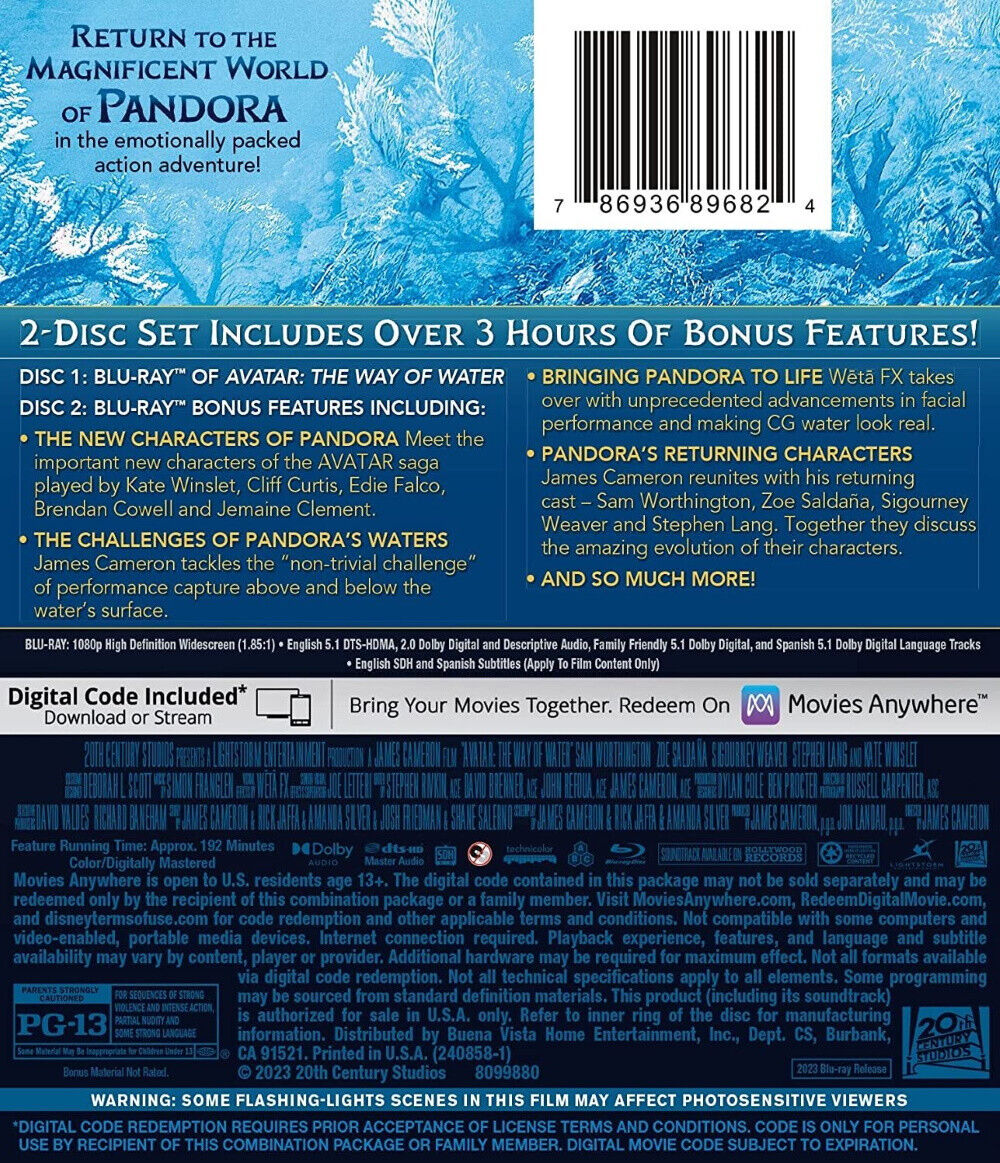 RETURN TO THE
MAGNIFICENT WORLD
OF PANDORA
in the emotionally packed
action adventure!
7 86936 89682 4
2-DISC SET INCLUDES OVER 3 HOURS OF BONUS FEATURES!
DISC 1: BLU-RAY™ OF AVATAR: THE WAY OF WATER
DISC 2: BLU-RAY™ BONUS FEATURES INCLUDING:
• THE NEW CHARACTERS OF PANDORA Meet the
important new characters of the AVATAR saga
played by Kate Winslet, Cliff Curtis, Edie Falco,
Brendan Cowell and Jemaine Clement.
• THE CHALLENGES OF PANDORA'S WATERS
James Cameron tackles the "non-trivial challenge"
of performance capture above and below the
water's surface.
• BRINGING PANDORA TO LIFE Wētā FX takes
over with unprecedented advancements in facial
performance and making CG water look real.
• PANDORA'S RETURNING CHARACTERS
James Cameron reunites with his returning
cast – Sam Worthington, Zoe Saldaña, Sigourney
Weaver and Stephen Lang. Together they discuss
the amazing evolution of their characters.
• AND SO MUCH MORE!
BLU-RAY: 1080p High Definition Widescreen (1.85:1) • English 5.1 DTS-HDMA, 2.0 Dolby Digital and Descriptive Audio, Family Friendly 5.1 Dolby Digital, and Spanish 5.1 Dolby Digital Language Tracks
• English SDH and Spanish Subtitles (Apply To Film Content Only)
Digital Code Included*
Download or Stream
Bring Your Movies Together. Redeem On Movies Anywhere™
20TH CENTURY STUDIOS PRESENTS A LIGHTSTORM ENTERTAINMENT PRODUCTION A JAMES CAMERON FILM "AVATAR: THE WAY OF WATER" SAM WORTHINGTON ZOE SALDAÑA SIGOURNEY WEAVER STEPHEN LANG AND KATE WINSLET
DEBORAH L. SCOTT SIMON FRANGLEN WĒTĀ FX JOE LETTERI STEPHEN RIVKIN, ACE DAVID BRENNER, ACE JOHN REFOUA, ACE JAMES CAMERON, ACE DYLAN COLE BEN PROCTER RUSSELL CARPENTER, ASC
DAVID VALDES RICHARD BANEHAM JAMES CAMERON & RICK JAFFA & AMANDA SILVER & JOSH FRIEDMAN & SHANE SALERNO JAMES CAMERON & RICK JAFFA & AMANDA SILVER JAMES CAMERON, p.g.a. JON LANDAU, p.g.a. JAMES CAMERON
Feature Running Time: Approx. 192 Minutes
Color/Digitally Mastered
Dolby AUDIO
dts-HD Master Audio
SDH
technicolor
Blu-ray Disc
SOUNDTRACK AVAILABLE ON HOLLYWOOD RECORDS
LIGHTSTORM
Movies Anywhere is open to U.S. residents age 13+. The digital code contained in this package may not be sold separately and may be
redeemed only by the recipient of this combination package or a family member. Visit MoviesAnywhere.com, RedeemDigitalMovie.com,
and disneytermsofuse.com for code redemption and other applicable terms and conditions. Not compatible with some computers and
video-enabled, portable media devices. Internet connection required. Playback experience, features, and language and subtitle
availability may vary by content, player or provider. Additional hardware may be required for maximum effect. Not all formats available
via digital code redemption. Not all technical specifications apply to all elements. Some programming
may be sourced from standard definition materials. This product (including its soundtrack)
is authorized for sale in U.S.A. only. Refer to inner ring of the disc for manufacturing
information. Distributed by Buena Vista Home Entertainment, Inc., Dept. CS, Burbank,
CA 91521. Printed in U.S.A. (240858-1)
© 2023 20th Century Studios 8099880
PARENTS STRONGLY CAUTIONED
PG-13
FOR SEQUENCES OF STRONG
VIOLENCE AND INTENSE ACTION,
PARTIAL NUDITY AND
SOME STRONG LANGUAGE
Some Material May Be Inappropriate for Children Under 13
®
Bonus Material Not Rated.
2023 Blu-ray Release
20TH CENTURY STUDIOS
WARNING: SOME FLASHING-LIGHTS SCENES IN THIS FILM MAY AFFECT PHOTOSENSITIVE VIEWERS
*DIGITAL CODE REDEMPTION REQUIRES PRIOR ACCEPTANCE OF LICENSE TERMS AND CONDITIONS. CODE IS ONLY FOR PERSONAL
USE BY RECIPIENT OF THIS COMBINATION PACKAGE OR FAMILY MEMBER. DIGITAL MOVIE CODE SUBJECT TO EXPIRATION.